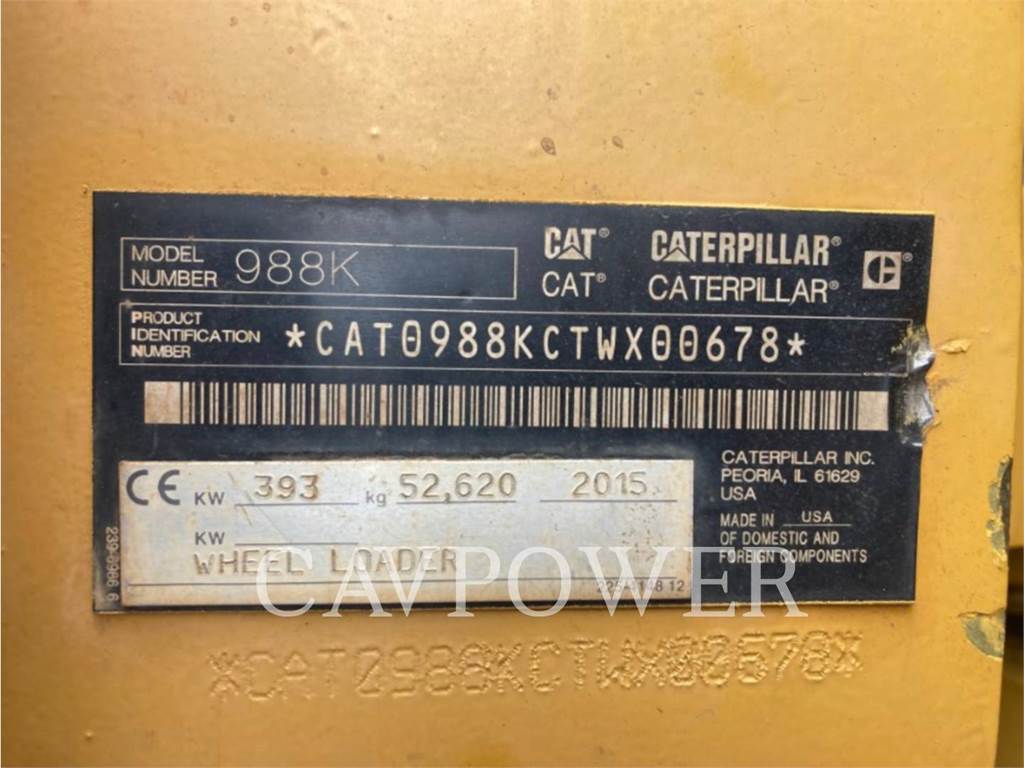 MODEL NUMBER 988K
CAT® CATERPILLAR®
CAT® CATERPILLAR®
PRODUCT IDENTIFICATION NUMBER *CAT0988KCTWX00678*
CATERPILLAR INC.
PEORIA, IL 61629
USA
MADE IN USA
OF DOMESTIC AND
FOREIGN COMPONENTS
CE KW 393 kg 52,620 2015
KW
WHEEL LOADER
CAVPOWER
*CAT0988KCTWX00678*